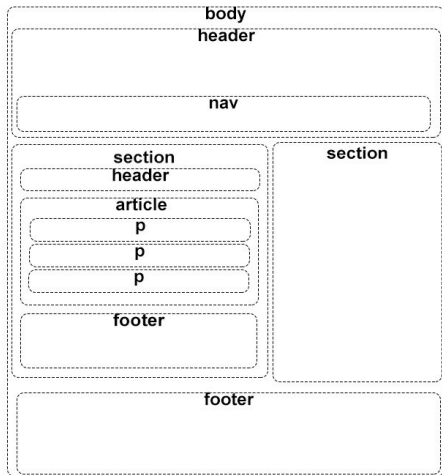 body
header
nav
section
header
article
p
p
p
footer
section
footer